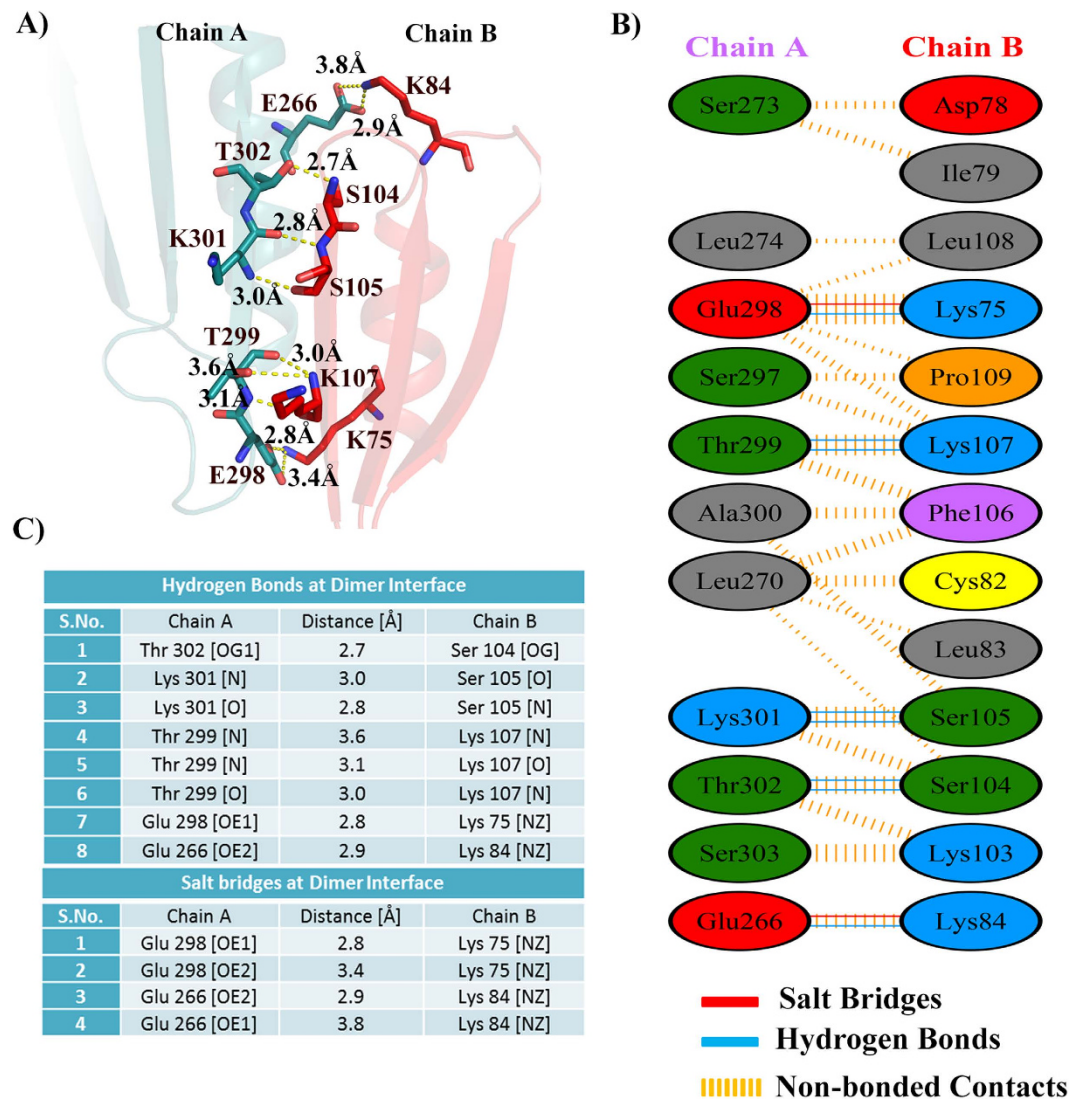 A)
Chain A
Chain B
3.8Å
K84
E266
2.9Å
T302
2.7Å
S104
2.8Å
K301
S105
3.0Å
T299
3.0Å
3.6Å
K107
3.1Å
2.8Å
K75
E298
3.4Å
B)
Chain A Chain B
Ser273 Asp78
Ile79
Leu274 Leu108
Glu298 Lys75
Ser297 Pro109
Thr299 Lys107
Ala300 Phe106
Leu270 Cys82
Leu83
Lys301 Ser105
Thr302 Ser104
Ser303 Lys103
Glu266 Lys84
Salt Bridges
Hydrogen Bonds
Non-bonded Contacts
C)
Hydrogen Bonds at Dimer Interface
S.No. Chain A Distance [Å] Chain B
1 Thr 302 [OG1] 2.7 Ser 104 [OG]
2 Lys 301 [N] 3.0 Ser 105 [O]
3 Lys 301 [O] 2.8 Ser 105 [N]
4 Thr 299 [N] 3.6 Lys 107 [N]
5 Thr 299 [N] 3.1 Lys 107 [O]
6 Thr 299 [O] 3.0 Lys 107 [N]
7 Glu 298 [OE1] 2.8 Lys 75 [NZ]
8 Glu 266 [OE2] 2.9 Lys 84 [NZ]
Salt bridges at Dimer Interface
S.No. Chain A Distance [Å] Chain B
1 Glu 298 [OE1] 2.8 Lys 75 [NZ]
2 Glu 298 [OE2] 3.4 Lys 75 [NZ]
3 Glu 266 [OE2] 2.9 Lys 84 [NZ]
4 Glu 266 [OE1] 3.8 Lys 84 [NZ]